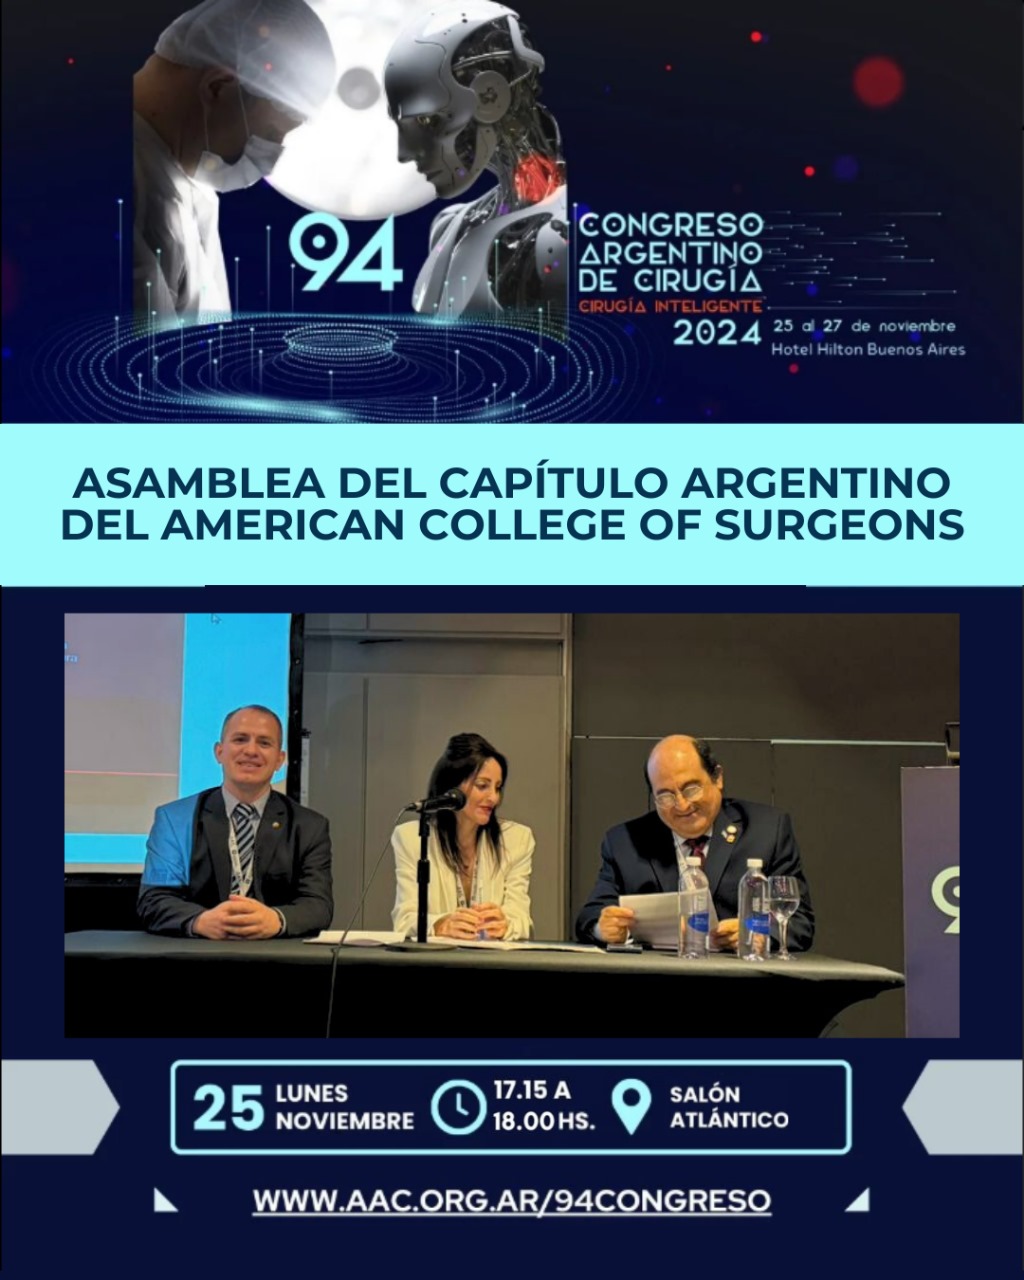 94
CONGRESO
ARGENTINO
DE CIRUGÍA
CIRUGÍA INTELIGENTE
2024
25 al 27 de noviembre
Hotel Hilton Buenos Aires
ASAMBLEA DEL CAPÍTULO ARGENTINO
DEL AMERICAN COLLEGE OF SURGEONS
25
LUNES
NOVIEMBRE
17.15 A
18.00 HS.
SALÓN
ATLÁNTICO
WWW.AAC.ORG.AR/94CONGRESO